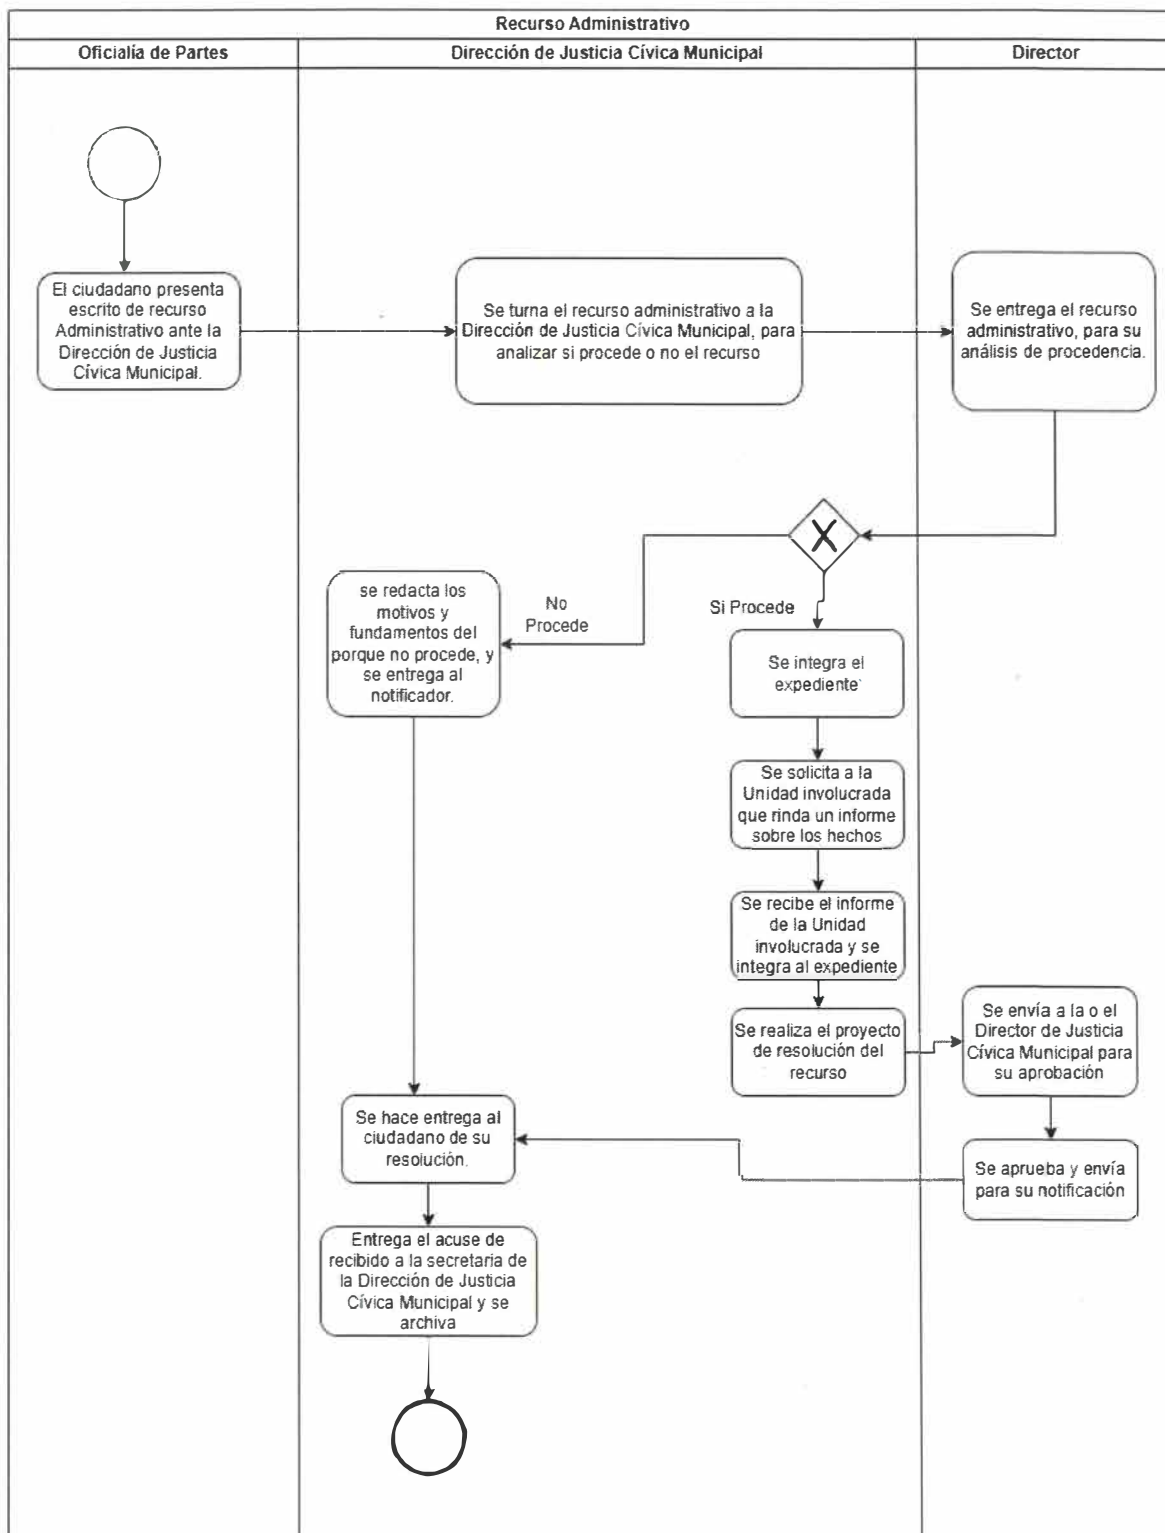 Recurso Administrativo
Oficialía de Partes
Dirección de Justicia Cívica Municipal
Director
El ciudadano presenta
escrito de recurso
Administrativo ante la
Dirección de Justicia
Cívica Municipal.
Se turna el recurso administrativo a la
Dirección de Justicia Cívica Municipal, para
analizar si procede o no el recurso
Se entrega el recurso
administrativo, para su
análisis de procedencia.
X
No
Procede
Si Procede
se redacta los
motivos y
fundamentos del
porque no procede, y
se entrega al
notificador.
Se integra el
expediente
Se solicita a la
Unidad involucrada
que rinda un informe
sobre los hechos
Se recibe el informe
de la Unidad
involucrada y se
integra al expediente
Se realiza el proyecto
de resolución del
recurso
Se envía a la o el
Director de Justicia
Cívica Municipal para
su aprobación
Se aprueba y envía
para su notificación
Se hace entrega al
ciudadano de su
resolución.
Entrega el acuse de
recibido a la secretaria de
la Dirección de Justicia
Cívica Municipal y se
archiva